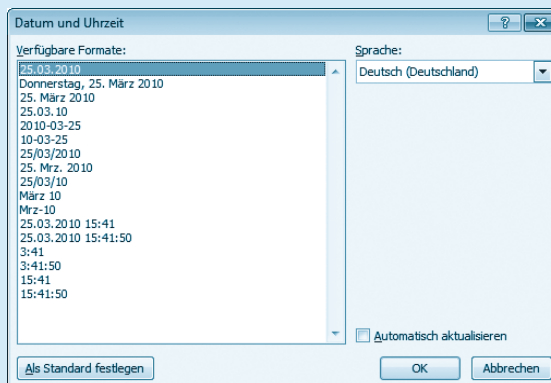 Datum und Uhrzeit
Verfügbare Formate:
25.03.2010
Donnerstag, 25. März 2010
25. März 2010
25.03.10
2010-03-25
10-03-25
25/03/2010
25. Mrz. 2010
25/03/10
März 10
Mrz-10
25.03.2010 15:41
25.03.2010 15:41:50
3:41
3:41:50
15:41
15:41:50
Sprache:
Deutsch (Deutschland)
Automatisch aktualisieren
Als Standard festlegen
OK
Abbrechen